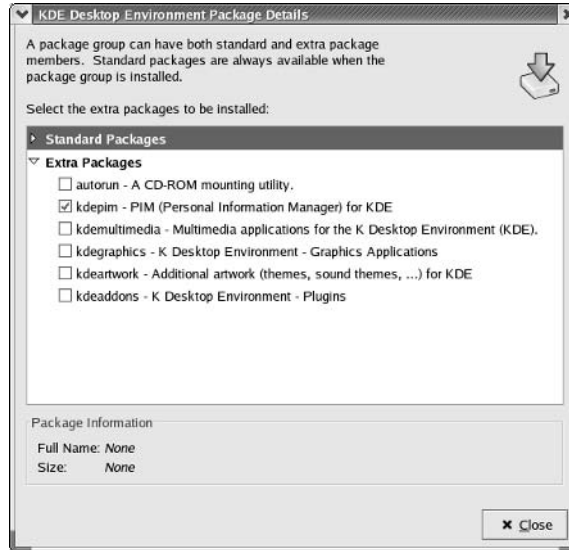 KDE Desktop Environment Package Details
A package group can have both standard and extra package
members. Standard packages are always available when the
package group is installed.
Select the extra packages to be installed:
Standard Packages
Extra Packages
autorun - A CD-ROM mounting utility.
kdepim - PIM (Personal Information Manager) for KDE
kdemultimedia - Multimedia applications for the K Desktop Environment (KDE).
kdegraphics - K Desktop Environment - Graphics Applications
kdeartwork - Additional artwork (themes, sound themes, ...) for KDE
kdeaddons - K Desktop Environment - Plugins
Package Information
Full Name: None
Size: None
Close